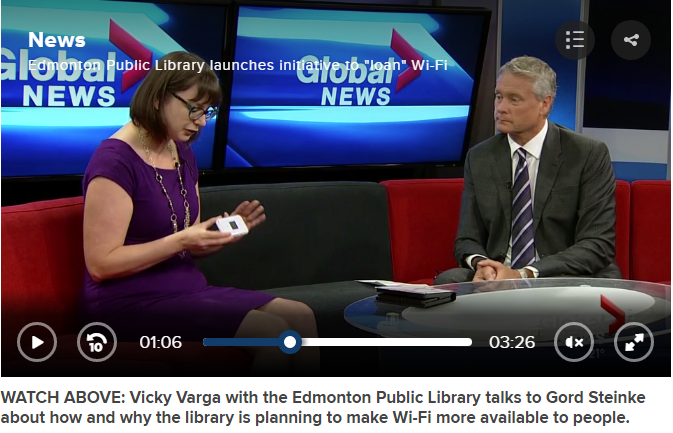 News
Edmonton Public Library launches initiative to "loan" Wi-Fi
Global
NEWS
Global
NEWS
10
01:06
03:26
WATCH ABOVE: Vicky Varga with the Edmonton Public Library talks to Gord Steinke
about how and why the library is planning to make Wi-Fi more available to people.